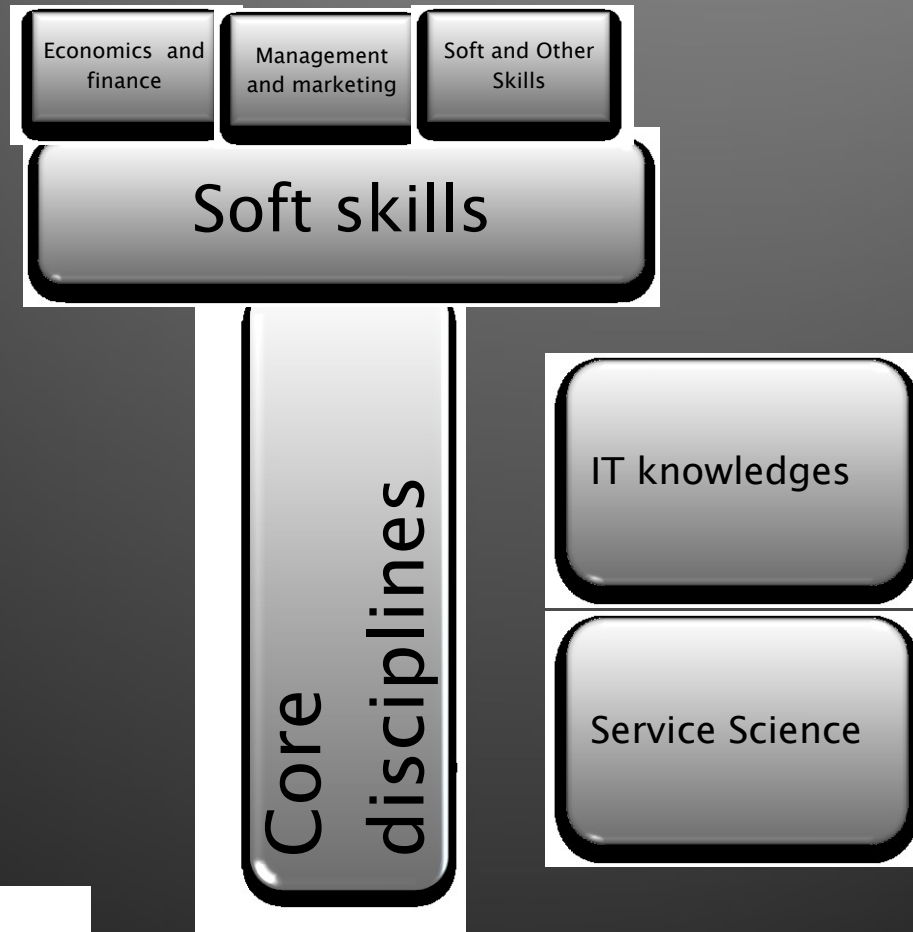 Economics and
finance
Management
and marketing
Soft and Other
Skills
Soft skills
Core
disciplines
IT knowledges
Service Science